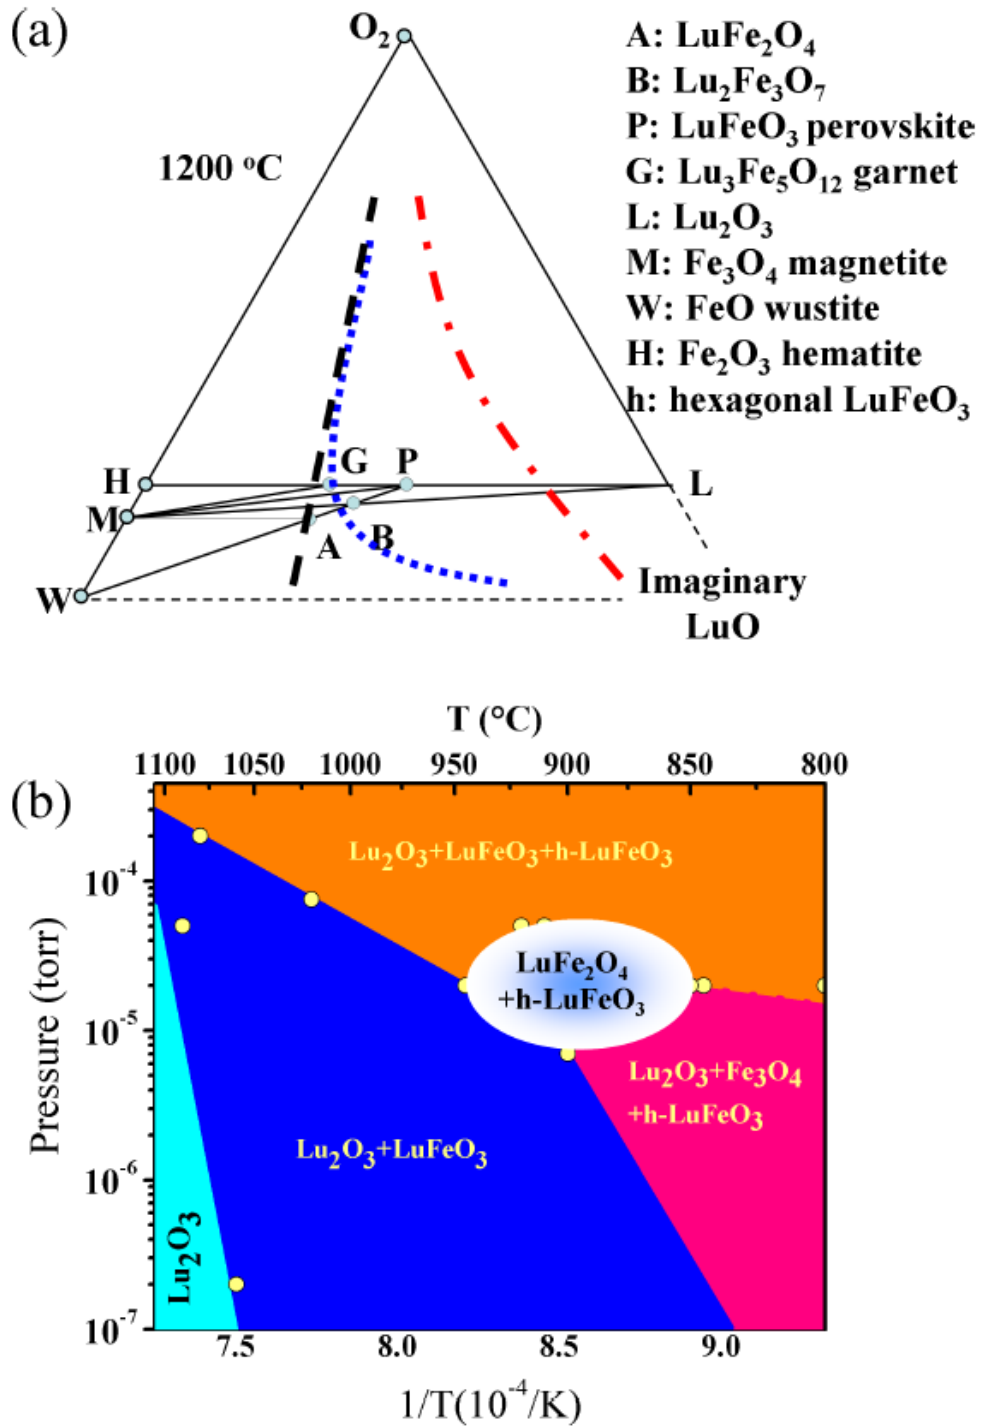 (a)
O₂
1200 °C
H
M
W
G
P
A
B
L
Imaginary
LuO
A: LuFe₂O₄
B: Lu₂Fe₃O₇
P: LuFeO₃ perovskite
G: Lu₃Fe₅O₁₂ garnet
L: Lu₂O₃
M: Fe₃O₄ magnetite
W: FeO wustite
H: Fe₂O₃ hematite
h: hexagonal LuFeO₃
(b)
T (°C)
1100 1050 1000 950 900 850 800
Pressure (torr)
10⁻⁴
10⁻⁵
10⁻⁶
10⁻⁷
Lu₂O₃+LuFeO₃+h-LuFeO₃
LuFe₂O₄
+h-LuFeO₃
Lu₂O₃+Fe₃O₄
+h-LuFeO₃
Lu₂O₃+LuFeO₃
Lu₂O₃
7.5 8.0 8.5 9.0
1/T(10⁻⁴/K)